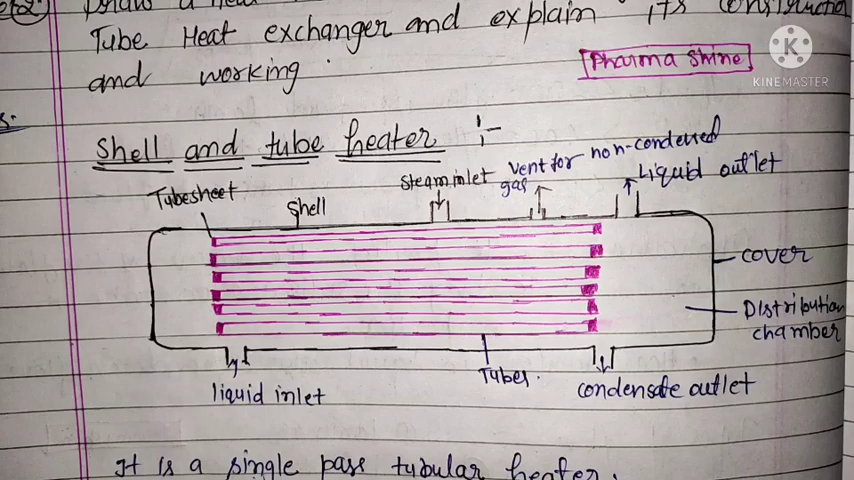 Draw a
Tube Heat exchanger and explain its construction
and working.
Pharma Shine
K
KINEMASTER
Shell and tube heater :-
Tubesheet
Shell
Steam inlet
Vent for non-condensed
gas
Liquid outlet
cover
Distribution
chamber
liquid inlet
Tubes.
condensate outlet
It is a single pass tubular heater.